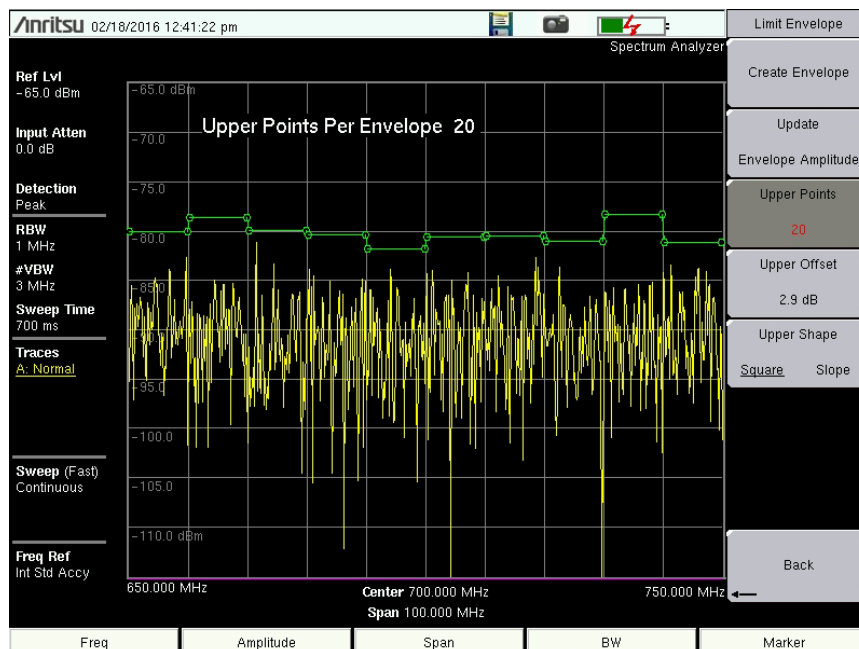 Anritsu 02/18/2016 12:41:22 pm
Limit Envelope
Spectrum Analyzer
Ref Lvl
-65.0 dBm
Input Atten
0.0 dB
Detection
Peak
RBW
1 MHz
#VBW
3 MHz
Sweep Time
700 ms
Traces
A: Normal
Sweep (Fast)
Continuous
Freq Ref
Int Std Accy
-65.0 dBm
Upper Points Per Envelope 20
-70.0
-75.0
-80.0
-85.0
-90.0
-95.0
-100.0
-105.0
-110.0 dBm
650.000 MHz
Center 700.000 MHz
750.000 MHz
Span 100.000 MHz
Create Envelope
Update
Envelope Amplitude
Upper Points
20
Upper Offset
2.9 dB
Upper Shape
Square Slope
Back
Freq
Amplitude
Span
BW
Marker